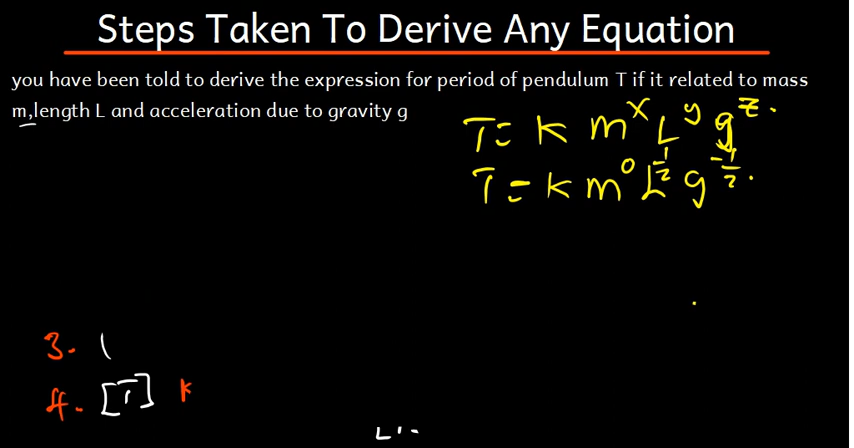 Steps Taken To Derive Any Equation
you have been told to derive the expression for period of pendulum T if it related to mass
m,length L and acceleration due to gravity g
T = K m^x L^y g^z.
T = K m^0 L^1/2 g^-1/2.
3. (
4. [T] K